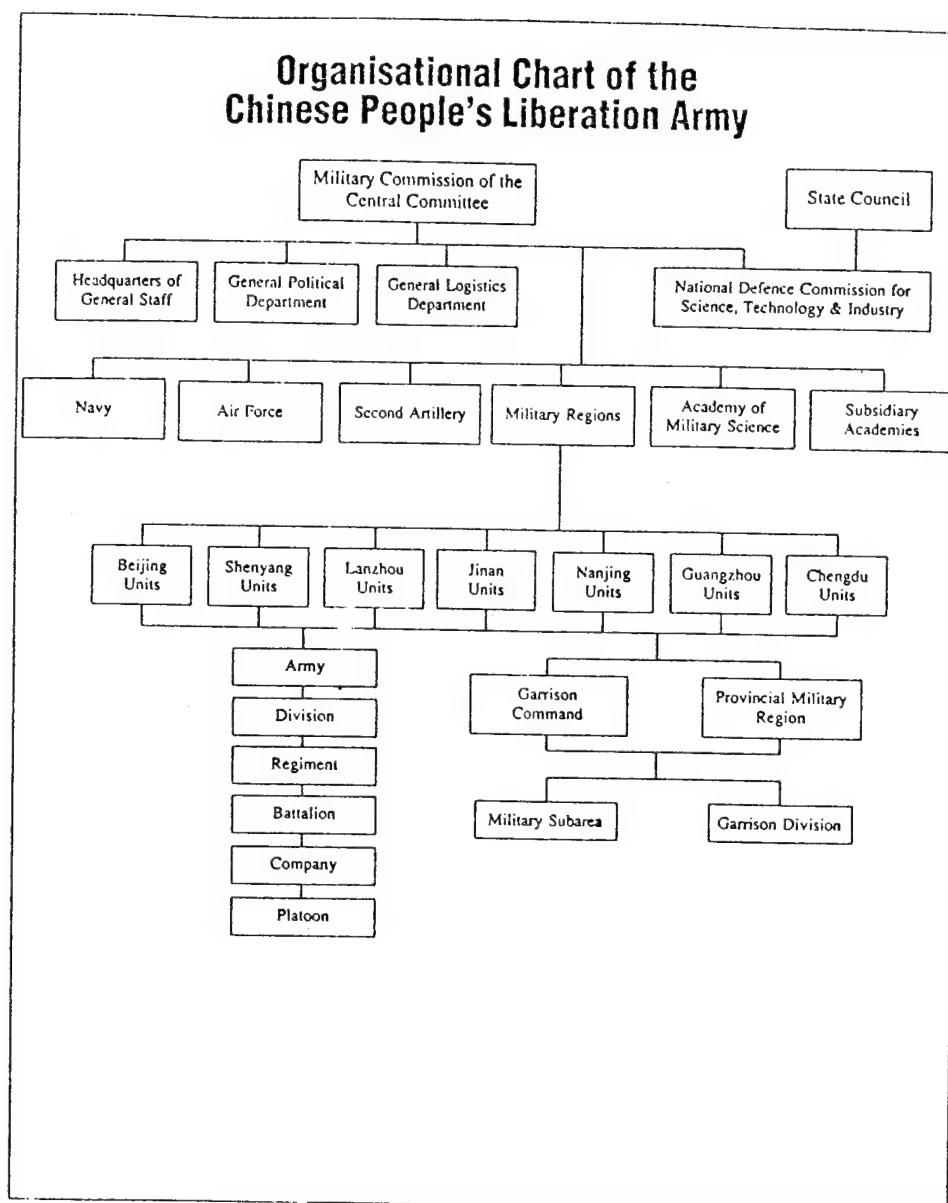 Organisational Chart of the
Chinese People's Liberation Army
Military Commission of the
Central Committee
State Council
Headquarters of
General Staff
General Political
Department
General Logistics
Department
National Defence Commission for
Science, Technology & Industry
Navy
Air Force
Second Artillery
Military Regions
Academy of
Military Science
Subsidiary
Academies
Beijing
Units
Shenyang
Units
Lanzhou
Units
Jinan
Units
Nanjing
Units
Guangzhou
Units
Chengdu
Units
Army
Division
Regiment
Battalion
Company
Platoon
Garrison
Command
Provincial Military
Region
Military Subarea
Garrison Division